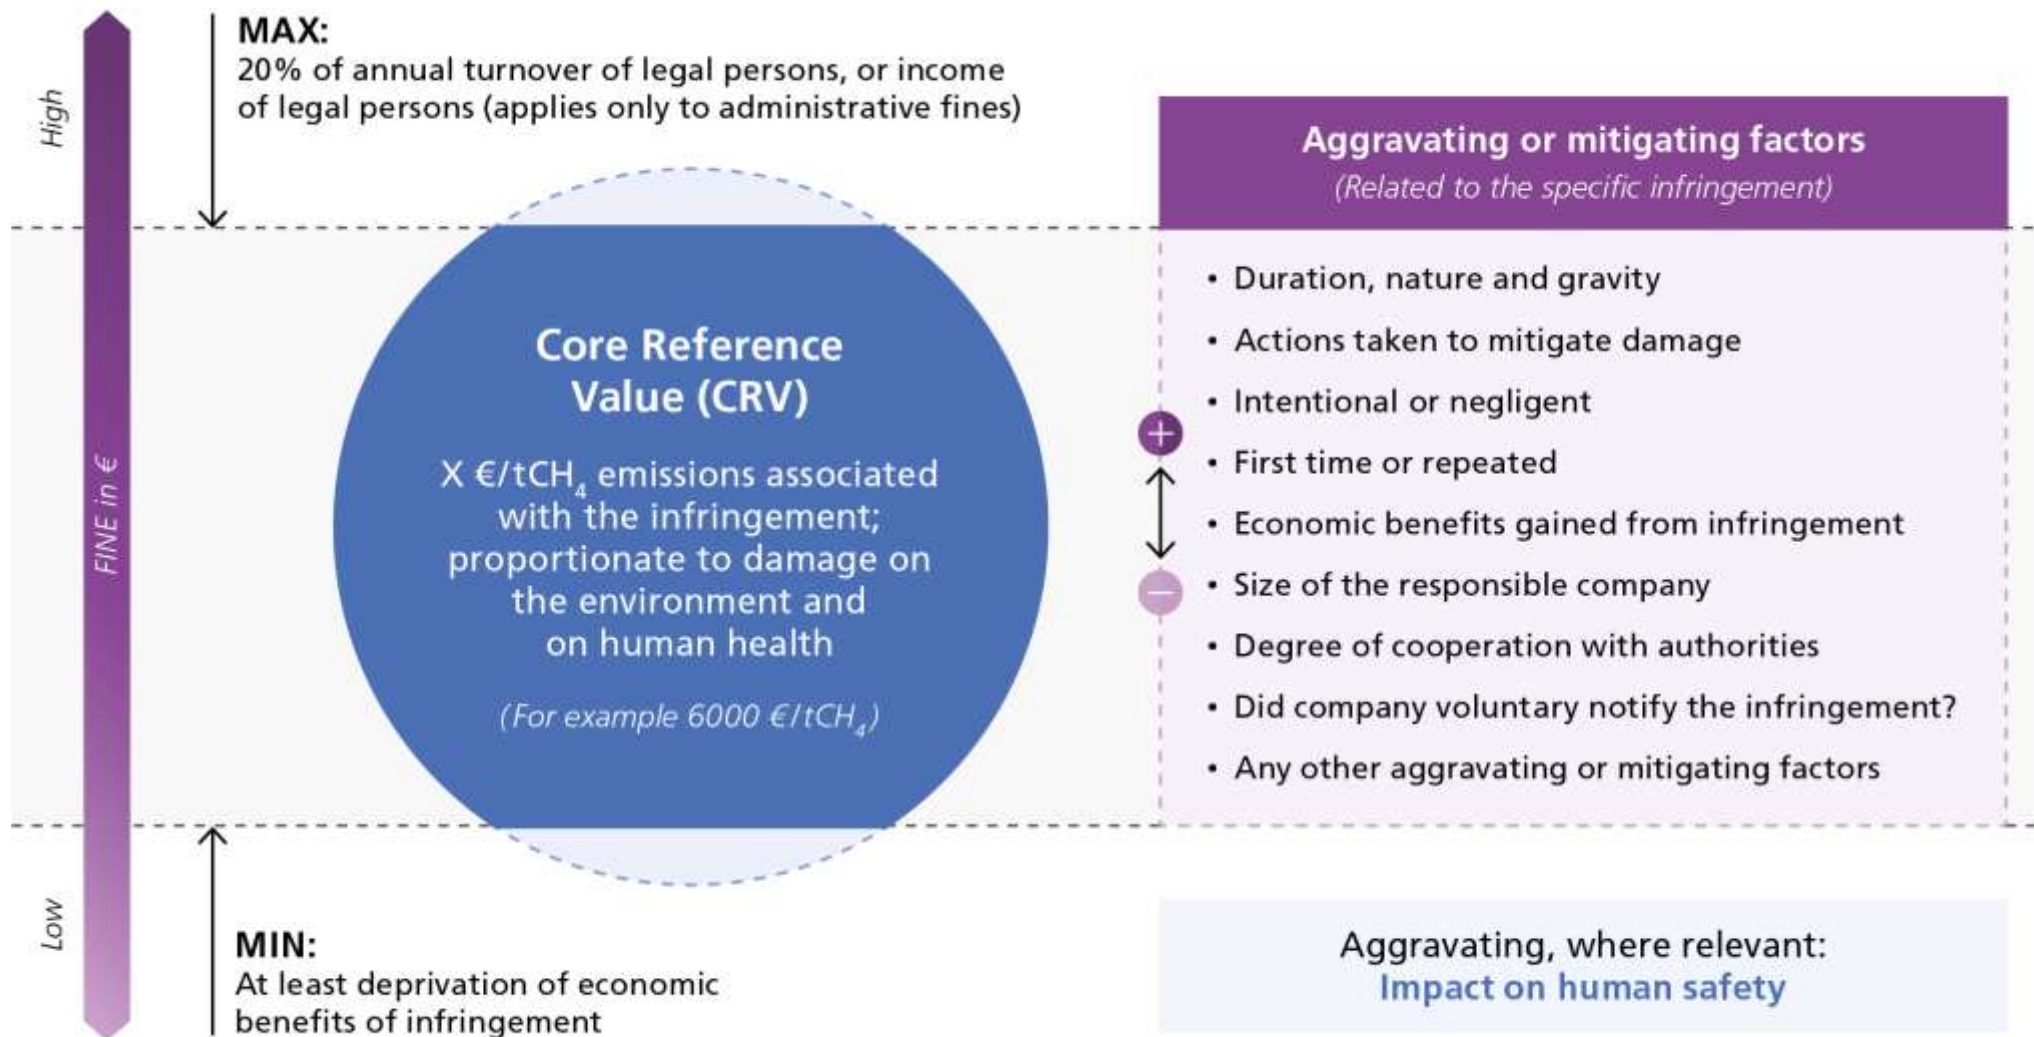 High
FINE in €
Low
MAX:
20% of annual turnover of legal persons, or income
of legal persons (applies only to administrative fines)
Core Reference
Value (CRV)
X €/tCH₄ emissions associated
with the infringement;
proportionate to damage on
the environment and
on human health
(For example 6000 €/tCH₄)
MIN:
At least deprivation of economic
benefits of infringement
Aggravating or mitigating factors
(Related to the specific infringement)
+
−
• Duration, nature and gravity
• Actions taken to mitigate damage
• Intentional or negligent
• First time or repeated
• Economic benefits gained from infringement
• Size of the responsible company
• Degree of cooperation with authorities
• Did company voluntary notify the infringement?
• Any other aggravating or mitigating factors
Aggravating, where relevant:
Impact on human safety